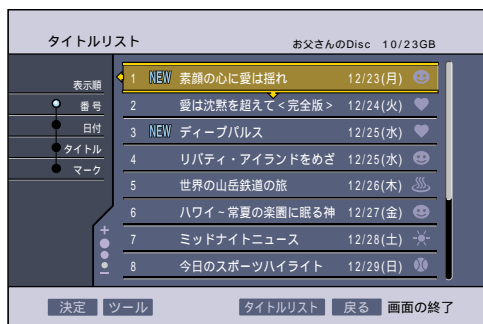 タイトルリスト
お父さんのDisc 10/23GB
表示順
番号
日付
タイトル
マーク
1 NEW 素顔の心に愛は揺れ 12/23(月)
2 愛は沈黙を超えて<完全版> 12/24(火)
3 NEW ディープパルス 12/25(水)
4 リバティ・アイランドをめざ 12/25(水)
5 世界の山岳鉄道の旅 12/26(木)
6 ハワイ~常夏の楽園に眠る神 12/27(金)
7 ミッドナイトニュース 12/28(土)
8 今日のスポーツハイライト 12/29(日)
決定 ツール タイトルリスト 戻る 画面の終了